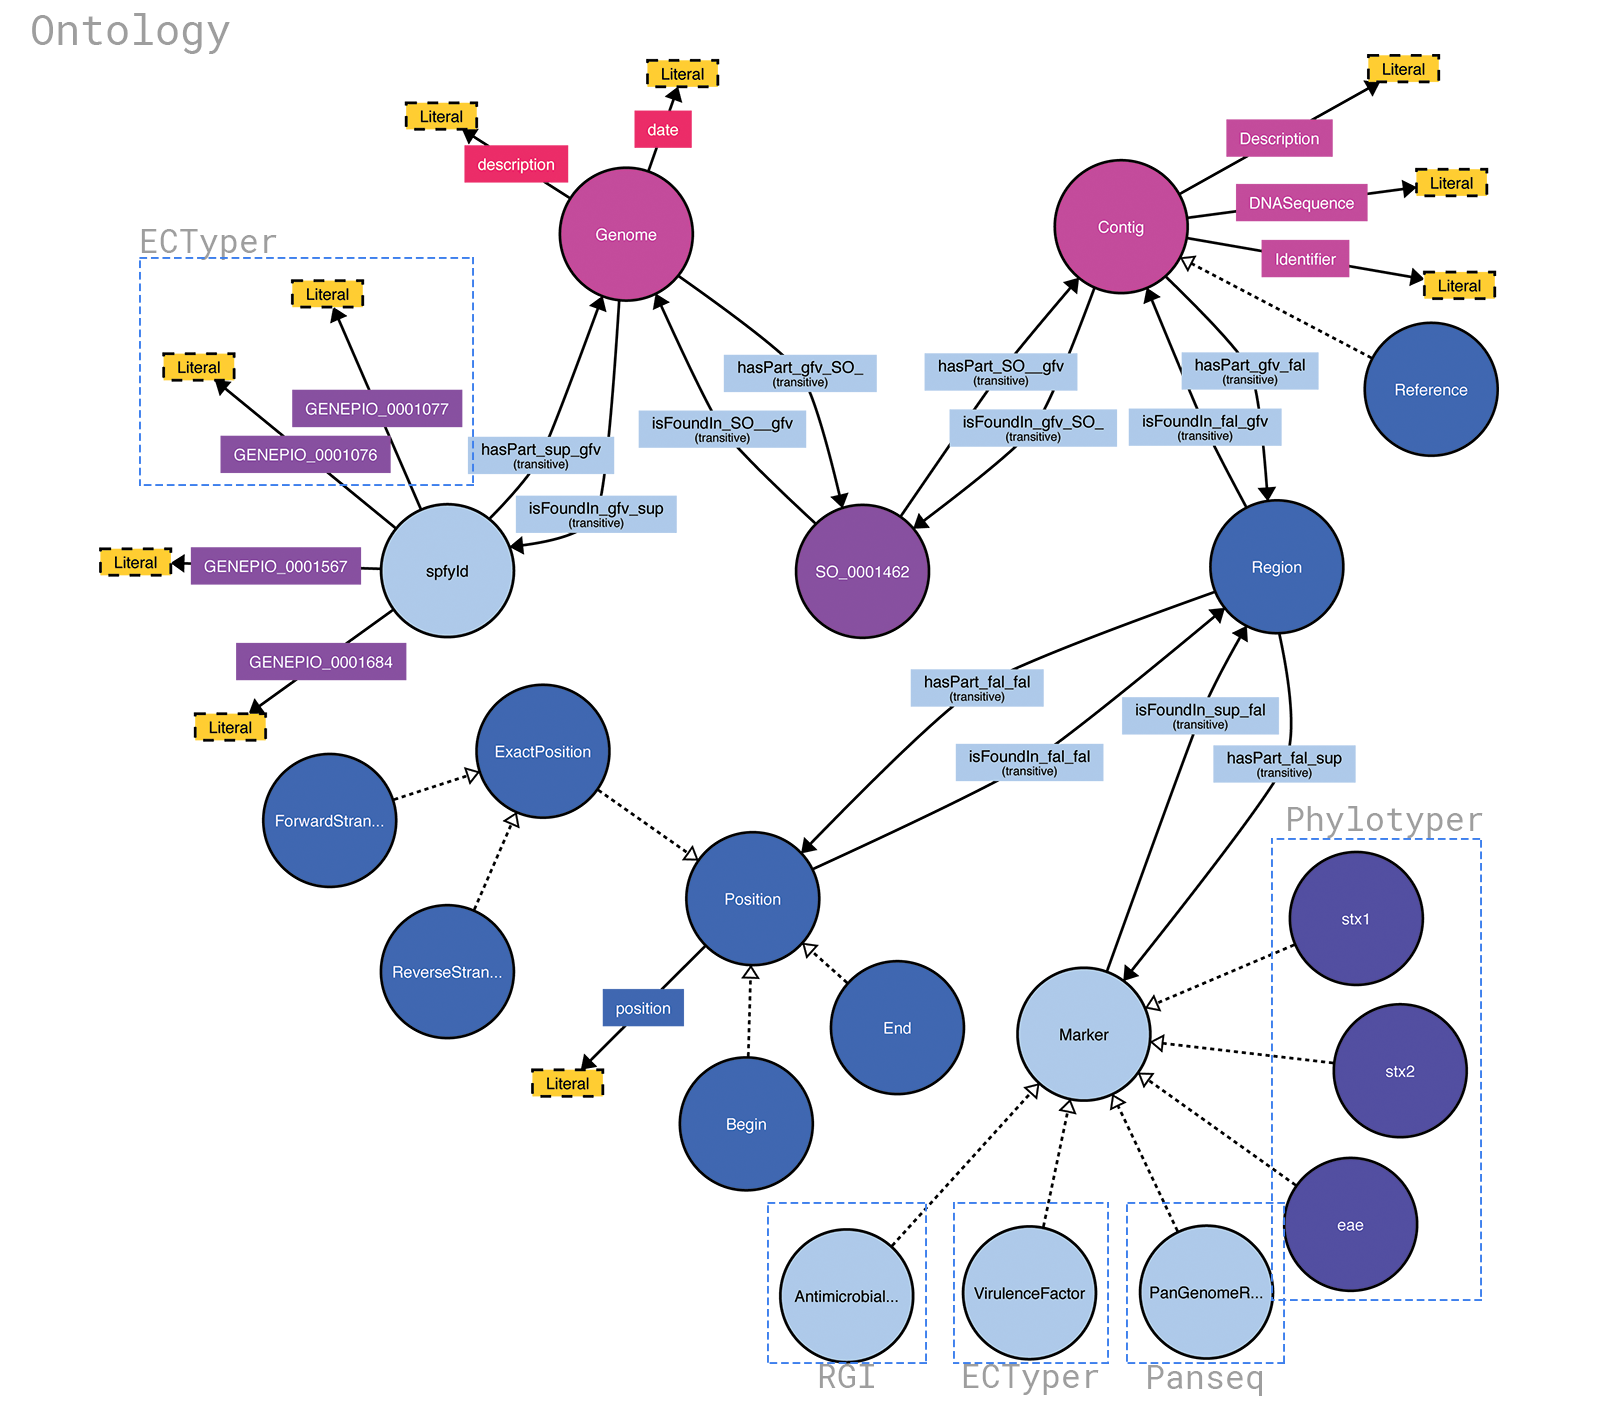 Ontology
Literal
Literal
Literal
date
description
Description
Literal
DNASequence
Genome
Contig
ECTyper
Identifier
Literal
Literal
Literal
hasPart_gfv_SO_
(transitive)
hasPart_SO__gfv
(transitive)
hasPart_gfv_fal
(transitive)
Reference
GENEPIO_0001077
isFoundIn_SO__gfv
(transitive)
isFoundIn_gfv_SO_
(transitive)
isFoundIn_fal_gfv
(transitive)
GENEPIO_0001076
hasPart_sup_gfv
(transitive)
isFoundIn_gfv_sup
(transitive)
Literal
GENEPIO_0001567
spfyId
SO_0001462
Region
GENEPIO_0001684
Literal
hasPart_fal_fal
(transitive)
isFoundIn_sup_fal
(transitive)
ExactPosition
isFoundIn_fal_fal
(transitive)
hasPart_fal_sup
(transitive)
ForwardStran...
Phylotyper
Position
stx1
ReverseStran...
position
End
Marker
stx2
Literal
Begin
eae
Antimicrobial...
VirulenceFactor
PanGenomeR...
RGI
ECTyper
Panseq